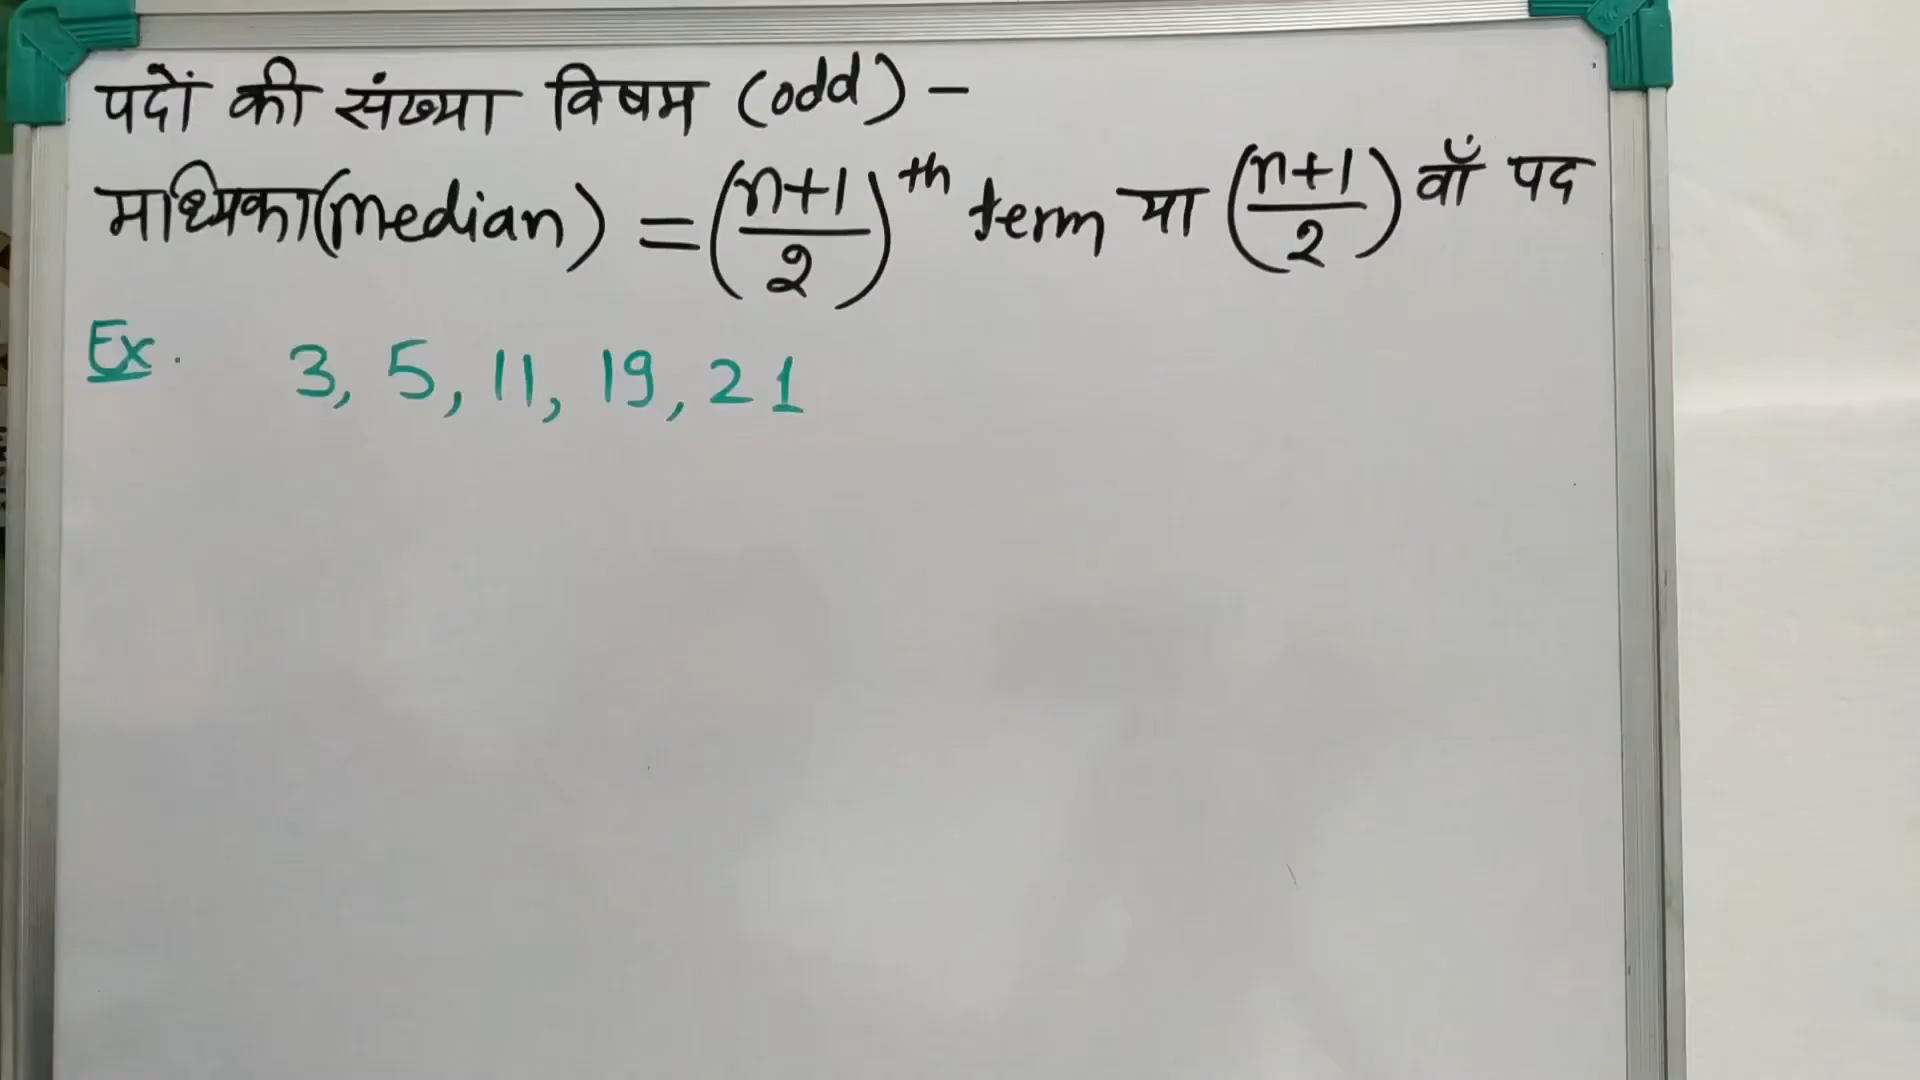 पदों की संख्या विषम (odd) -
माध्यिका(median) = (n+1/2)^th term या (n+1/2) वाँ पद
Ex. 3, 5, 11, 19, 21